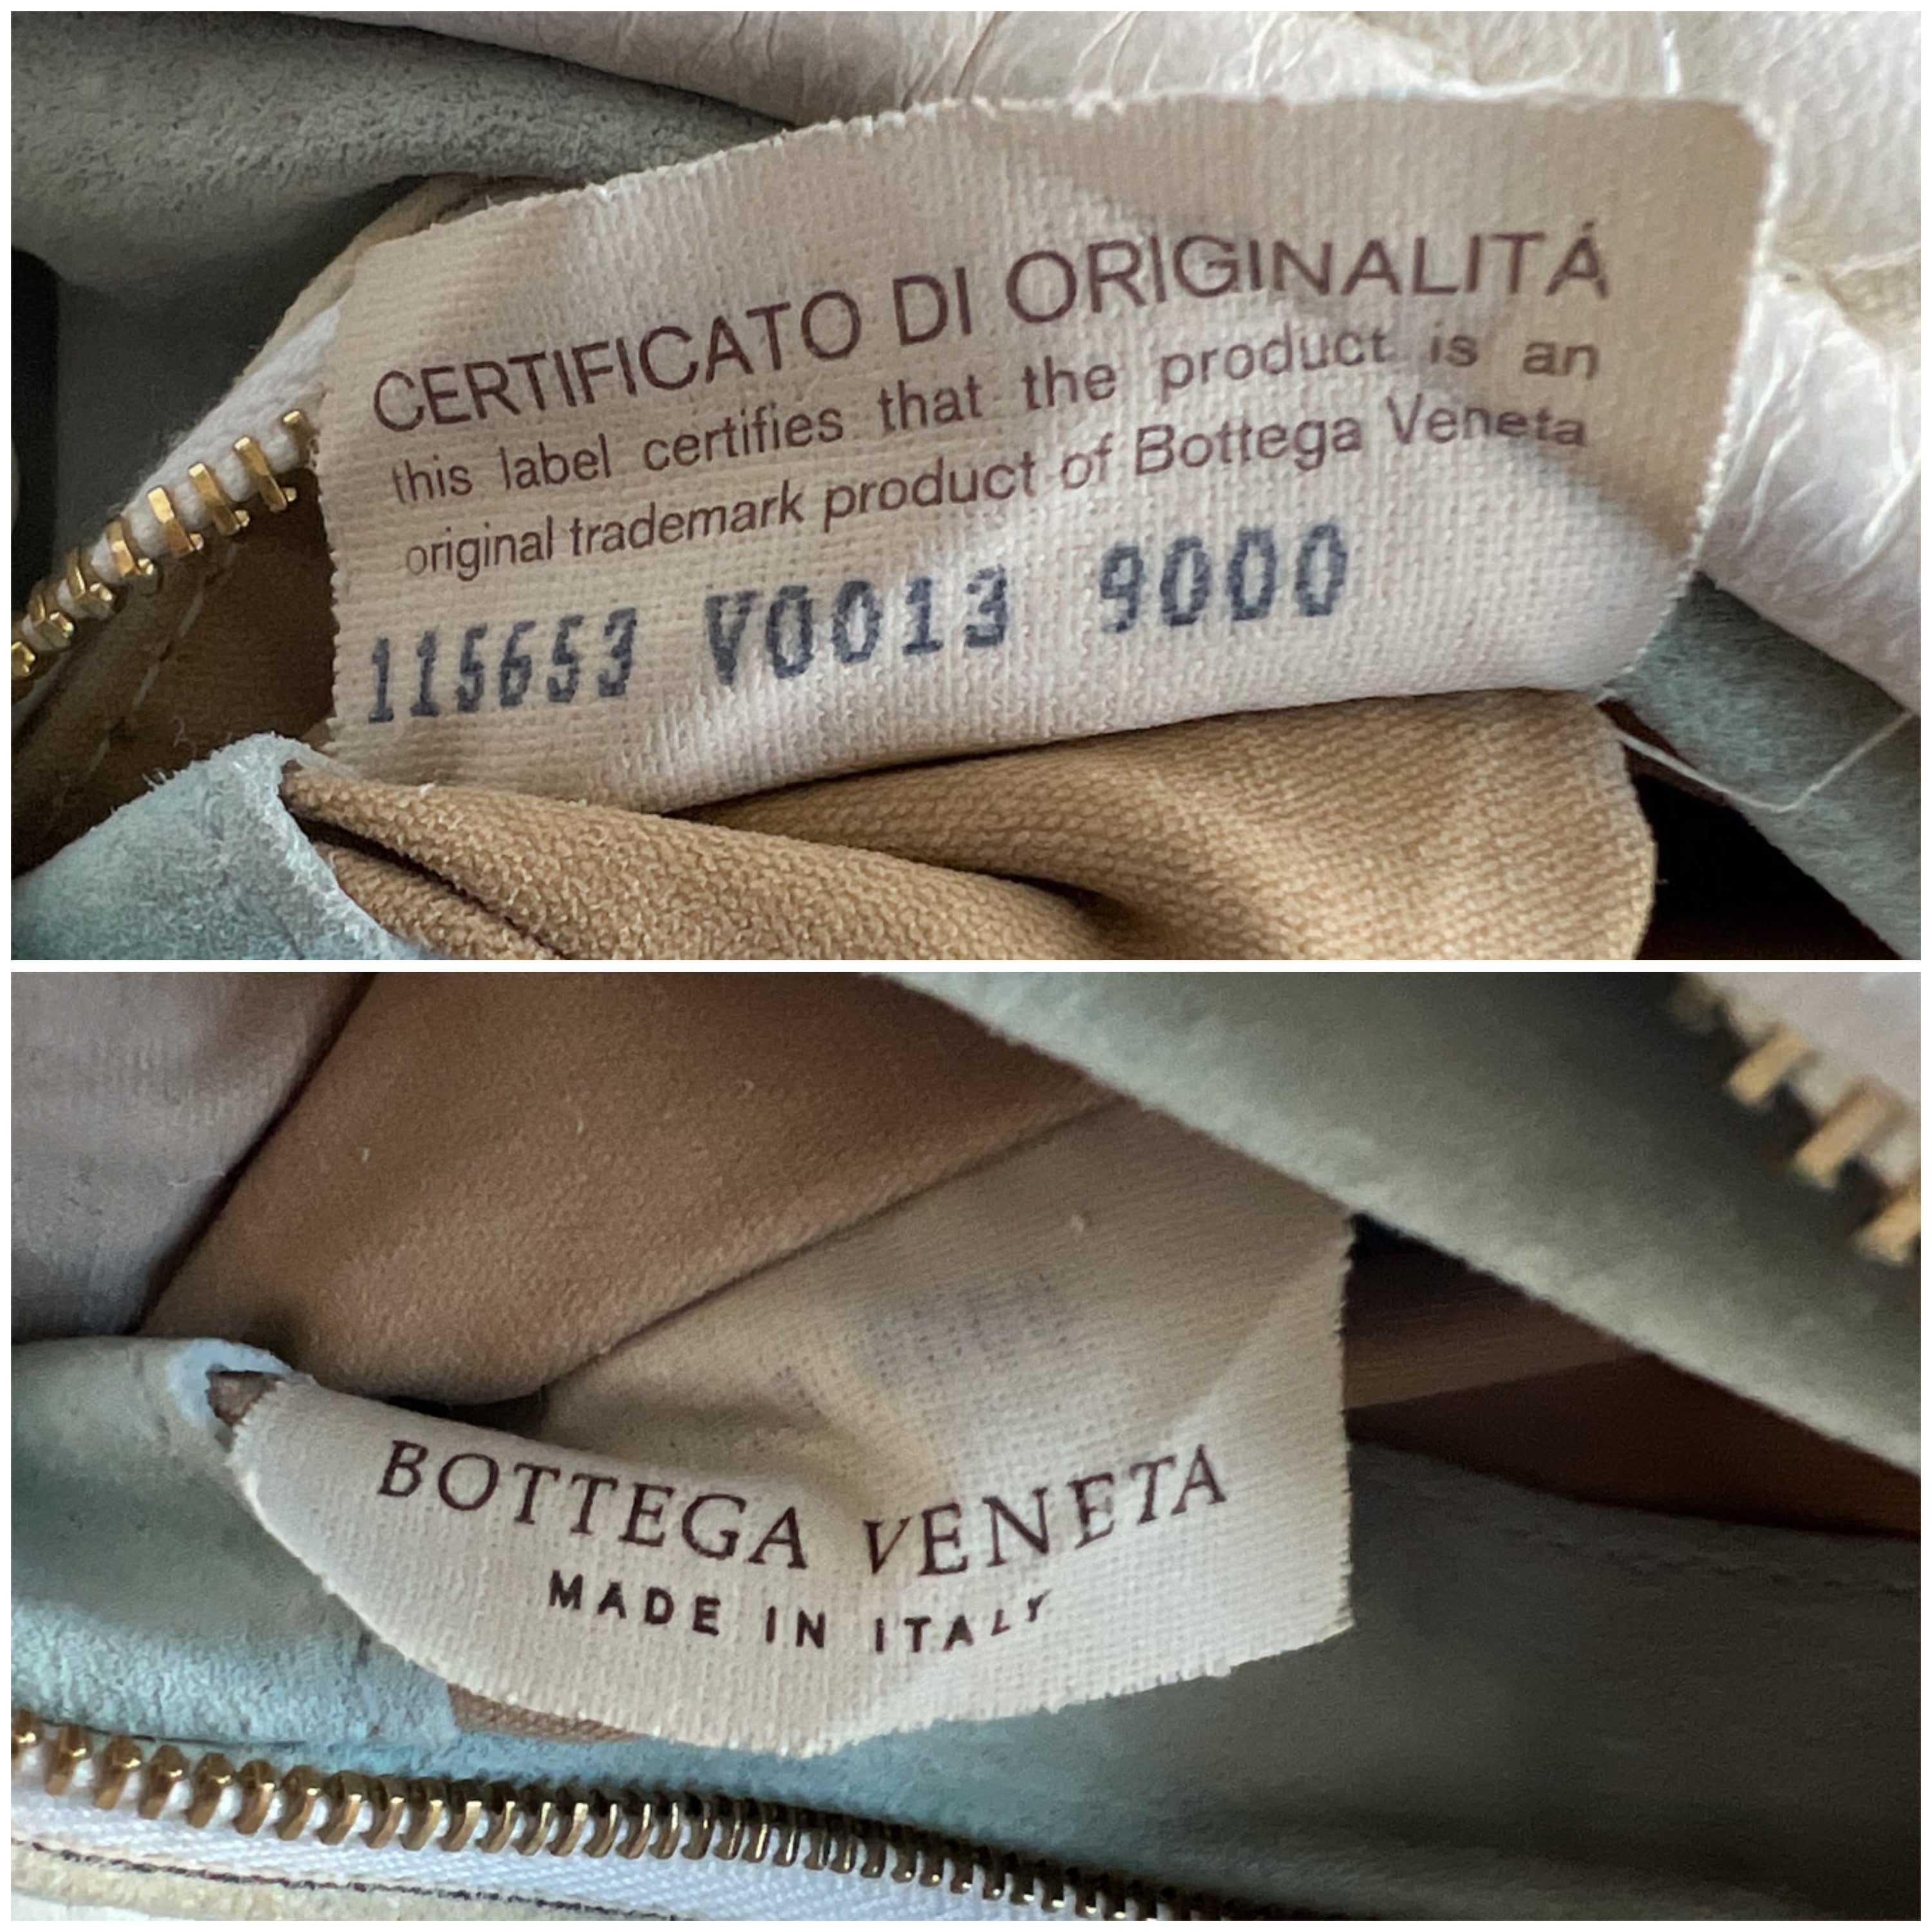 CERTIFICATO DI ORIGINALITÁ
this label certifies that the product is an
original trademark product of Bottega Veneta
115653 V0013 9000
BOTTEGA VENETA
MADE IN ITALY